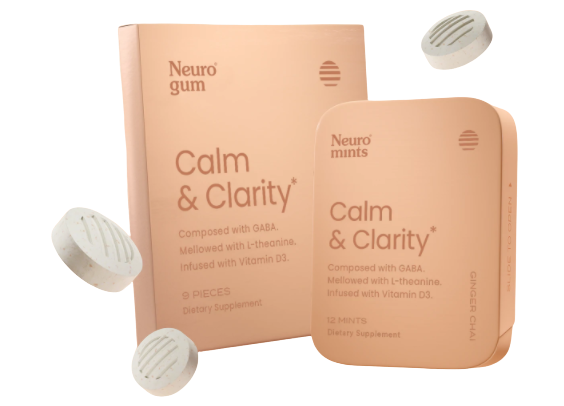 Neuro®
gum
Calm
& Clarity*
Composed with GABA.
Mellowed with L-theanine.
Infused with Vitamin D3.
9 PIECES
Dietary Supplement
Neuro®
mints
Calm
& Clarity*
Composed with GABA.
Mellowed with L-theanine.
Infused with Vitamin D3.
12 MINTS
Dietary Supplement
GINGER CHAI